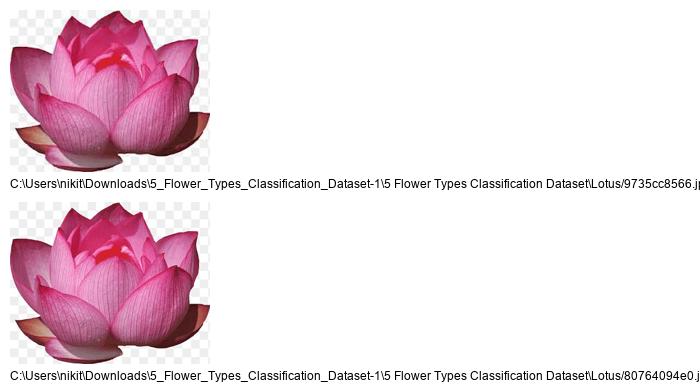 C:\Users\nikit\Downloads\5_Flower_Types_Classification_Dataset-1\5 Flower Types Classification Dataset\Lotus/9735cc8566.jp
C:\Users\nikit\Downloads\5_Flower_Types_Classification_Dataset-1\5 Flower Types Classification Dataset\Lotus/80764094e0.j